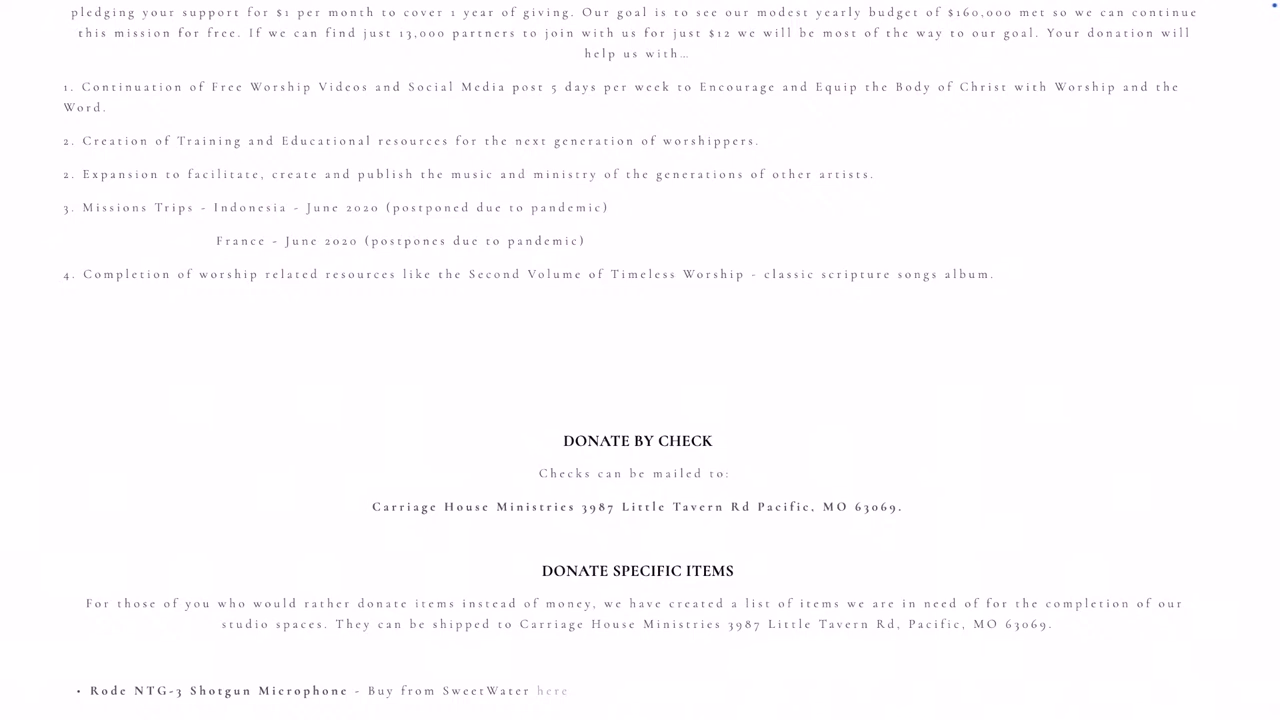 pledging your support for $1 per month to cover 1 year of giving. Our goal is to see our modest yearly budget of $160,000 met so we can continue
this mission for free. If we can find just 13,000 partners to join with us for just $12 we will be most of the way to our goal. Your donation will
help us with…
1. Continuation of Free Worship Videos and Social Media post 5 days per week to Encourage and Equip the Body of Christ with Worship and the
Word.
2. Creation of Training and Educational resources for the next generation of worshippers.
2. Expansion to facilitate, create and publish the music and ministry of the generations of other artists.
3. Missions Trips - Indonesia - June 2020 (postponed due to pandemic)
France - June 2020 (postpones due to pandemic)
4. Completion of worship related resources like the Second Volume of Timeless Worship - classic scripture songs album.
DONATE BY CHECK
Checks can be mailed to:
Carriage House Ministries 3987 Little Tavern Rd Pacific, MO 63069.
DONATE SPECIFIC ITEMS
For those of you who would rather donate items instead of money, we have created a list of items we are in need of for the completion of our
studio spaces. They can be shipped to Carriage House Ministries 3987 Little Tavern Rd, Pacific, MO 63069.
• Rode NTG-3 Shotgun Microphone - Buy from SweetWater here